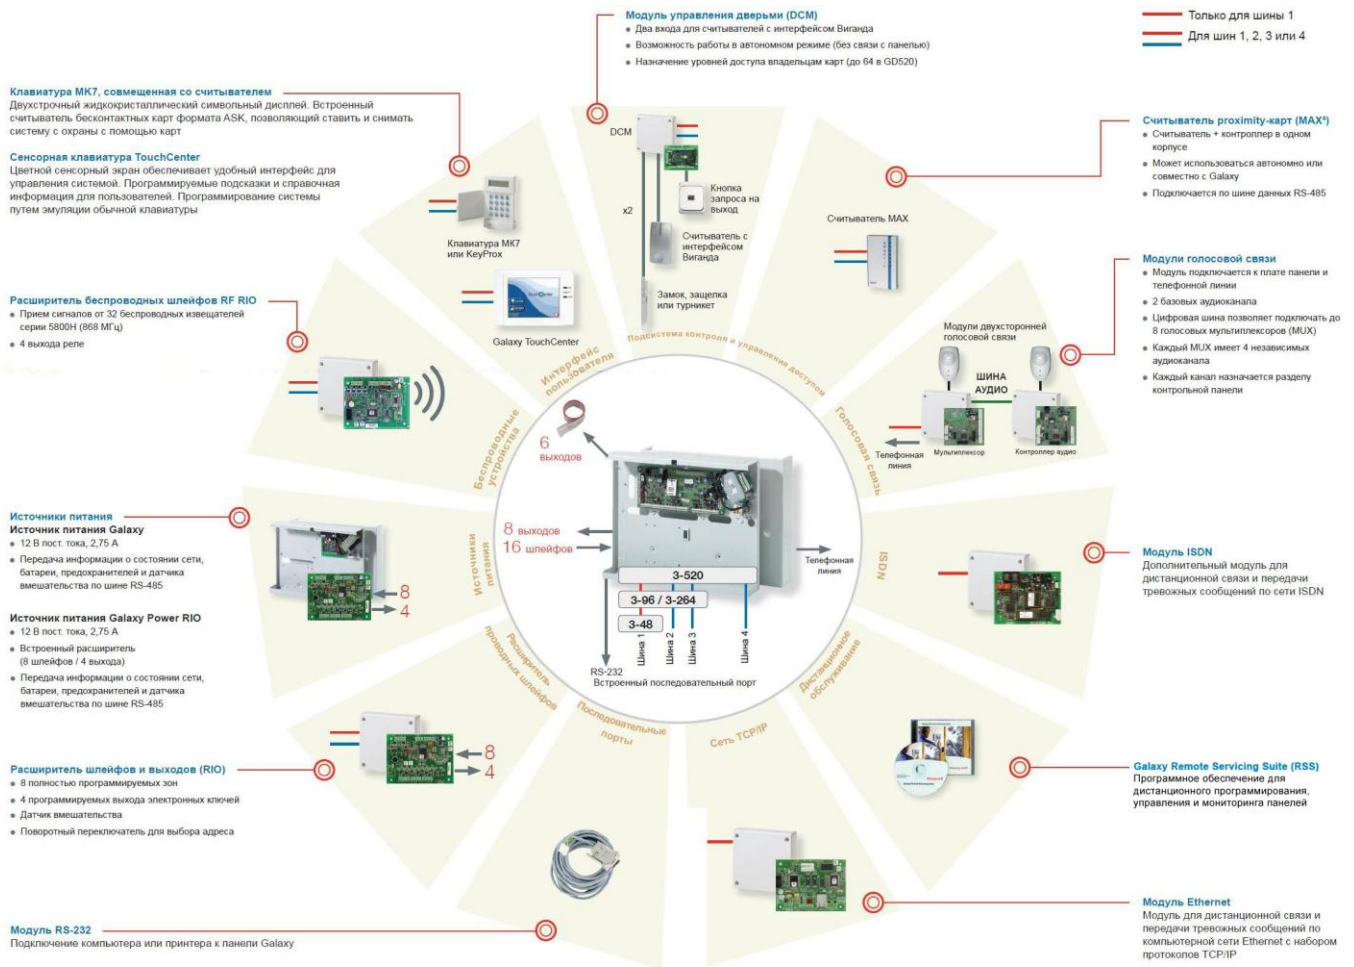 Модуль управления дверьми (DCM)
• Два входа для считывателей с интерфейсом Виганда
• Возможность работы в автономном режиме (без связи с панелью)
• Назначение уровней доступа владельцам карт (до 64 в GD520)
Только для шины 1
Для шин 1, 2, 3 или 4
Клавиатура МК7, совмещенная со считывателем
Двухстрочный жидкокристаллический символьный дисплей. Встроенный
считыватель бесконтактных карт формата ASK, позволяющий ставить и снимать
систему с охраны с помощью карт
Сенсорная клавиатура TouchCenter
Цветной сенсорный экран обеспечивает удобный интерфейс для
управления системой. Программируемые подсказки и справочная
информация для пользователей. Программирование системы
путем эмуляции обычной клавиатуры
Клавиатура МК7
или KeyProx
Galaxy TouchCenter
DCM
x2
Кнопка
запроса на
выход
Считыватель с
интерфейсом
Виганда
Замок, защелка
или турникет
Считыватель MAX
Считыватель proximity-карт (MAX⁴)
• Считыватель + контроллер в одном
корпусе
• Может использоваться автономно или
совместно с Galaxy
• Подключается по шине данных RS-485
Модули голосовой связи
• Модуль подключается к плате панели и
телефонной линии
• 2 базовых аудиоканала
• Цифровая шина позволяет подключать до
8 голосовых мультиплексоров (MUX)
• Каждый MUX имеет 4 независимых
аудиоканала
• Каждый канал назначается разделу
контрольной панели
Модули двухсторонней
голосовой связи
ШИНА
АУДИО
Телефонная
линия
Мультиплексор
Контроллер аудио
Расширитель беспроводных шлейфов RF RIO
• Прием сигналов от 32 беспроводных извещателей
серии 5800Н (868 МГц)
• 4 выхода реле
Интерфейс
пользователя
Подсистема контроля и управления доступом
Голосовая связь
ISDN
Дистанционное
обслуживание
Сеть TCP/IP
Последовательные
порты
Расширитель
проводных шлейфов
Источники
питания
Беспроводные
устройства
6
выходов
8 выходов
16 шлейфов
Телефонная
линия
3-520
3-96 / 3-264
3-48
Шина 1
Шина 2
Шина 3
Шина 4
RS-232
Встроенный последовательный порт
Источники питания
Источник питания Galaxy
• 12 В пост. тока, 2,75 А
• Передача информации о состоянии сети,
батареи, предохранителей и датчика
вмешательства по шине RS-485
Источник питания Galaxy Power RIO
• 12 В пост. тока, 2,75 А
• Встроенный расширитель
(8 шлейфов / 4 выхода)
• Передача информации о состоянии сети,
батареи, предохранителей и датчика
вмешательства по шине RS-485
8
4
Модуль ISDN
Дополнительный модуль для
дистанционной связи и передачи
тревожных сообщений по сети ISDN
Расширитель шлейфов и выходов (RIO)
• 8 полностью программируемых зон
• 4 программируемых выхода электронных ключей
• Датчик вмешательства
• Поворотный переключатель для выбора адреса
8
4
Galaxy Remote Servicing Suite (RSS)
Программное обеспечение для
дистанционного программирования,
управления и мониторинга панелей
Модуль RS-232
Подключение компьютера или принтера к панели Galaxy
Модуль Ethernet
Модуль для дистанционной связи и
передачи тревожных сообщений по
компьютерной сети Ethernet с набором
протоколов TCP/IP